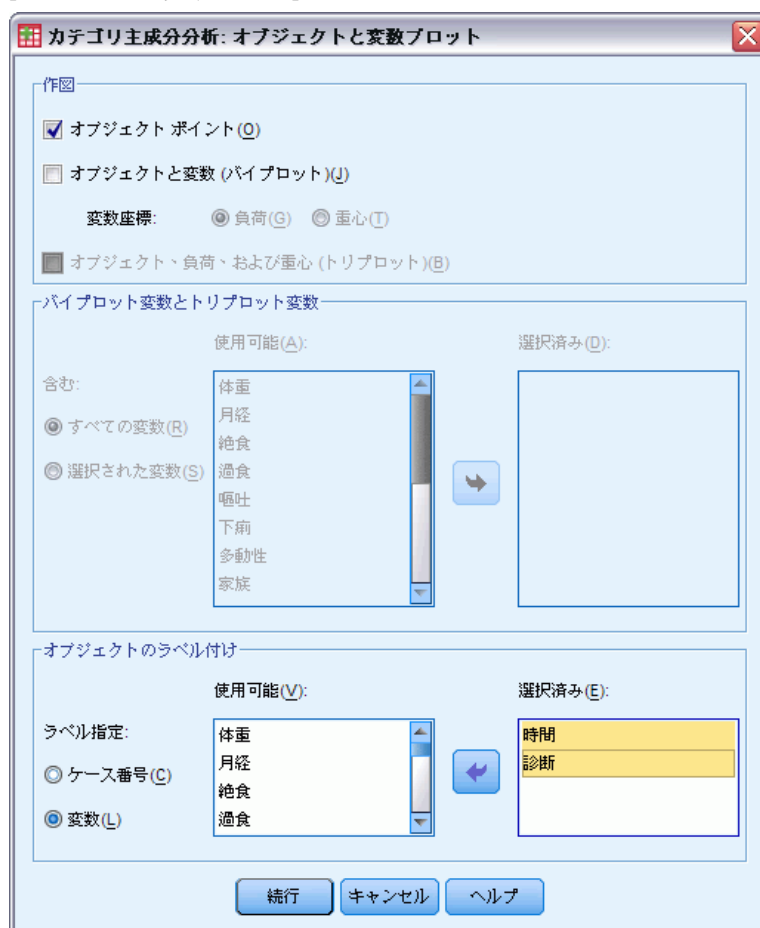 カテゴリ主成分分析: オブジェクトと変数プロット
作図
オブジェクト ポイント(O)
オブジェクトと変数 (バイプロット)(J)
変数座標: 負荷(G) 重心(T)
オブジェクト、負荷、および重心 (トリプロット)(B)
バイプロット変数とトリプロット変数
使用可能(A): 選択済み(D):
含む:
すべての変数(R)
選択された変数(S)
体重
月経
絶食
過食
嘔吐
下痢
多動性
家族
オブジェクトのラベル付け
使用可能(V): 選択済み(E):
ラベル指定:
ケース番号(C)
変数(L)
体重
月経
絶食
過食
時間
診断
続行 キャンセル ヘルプ